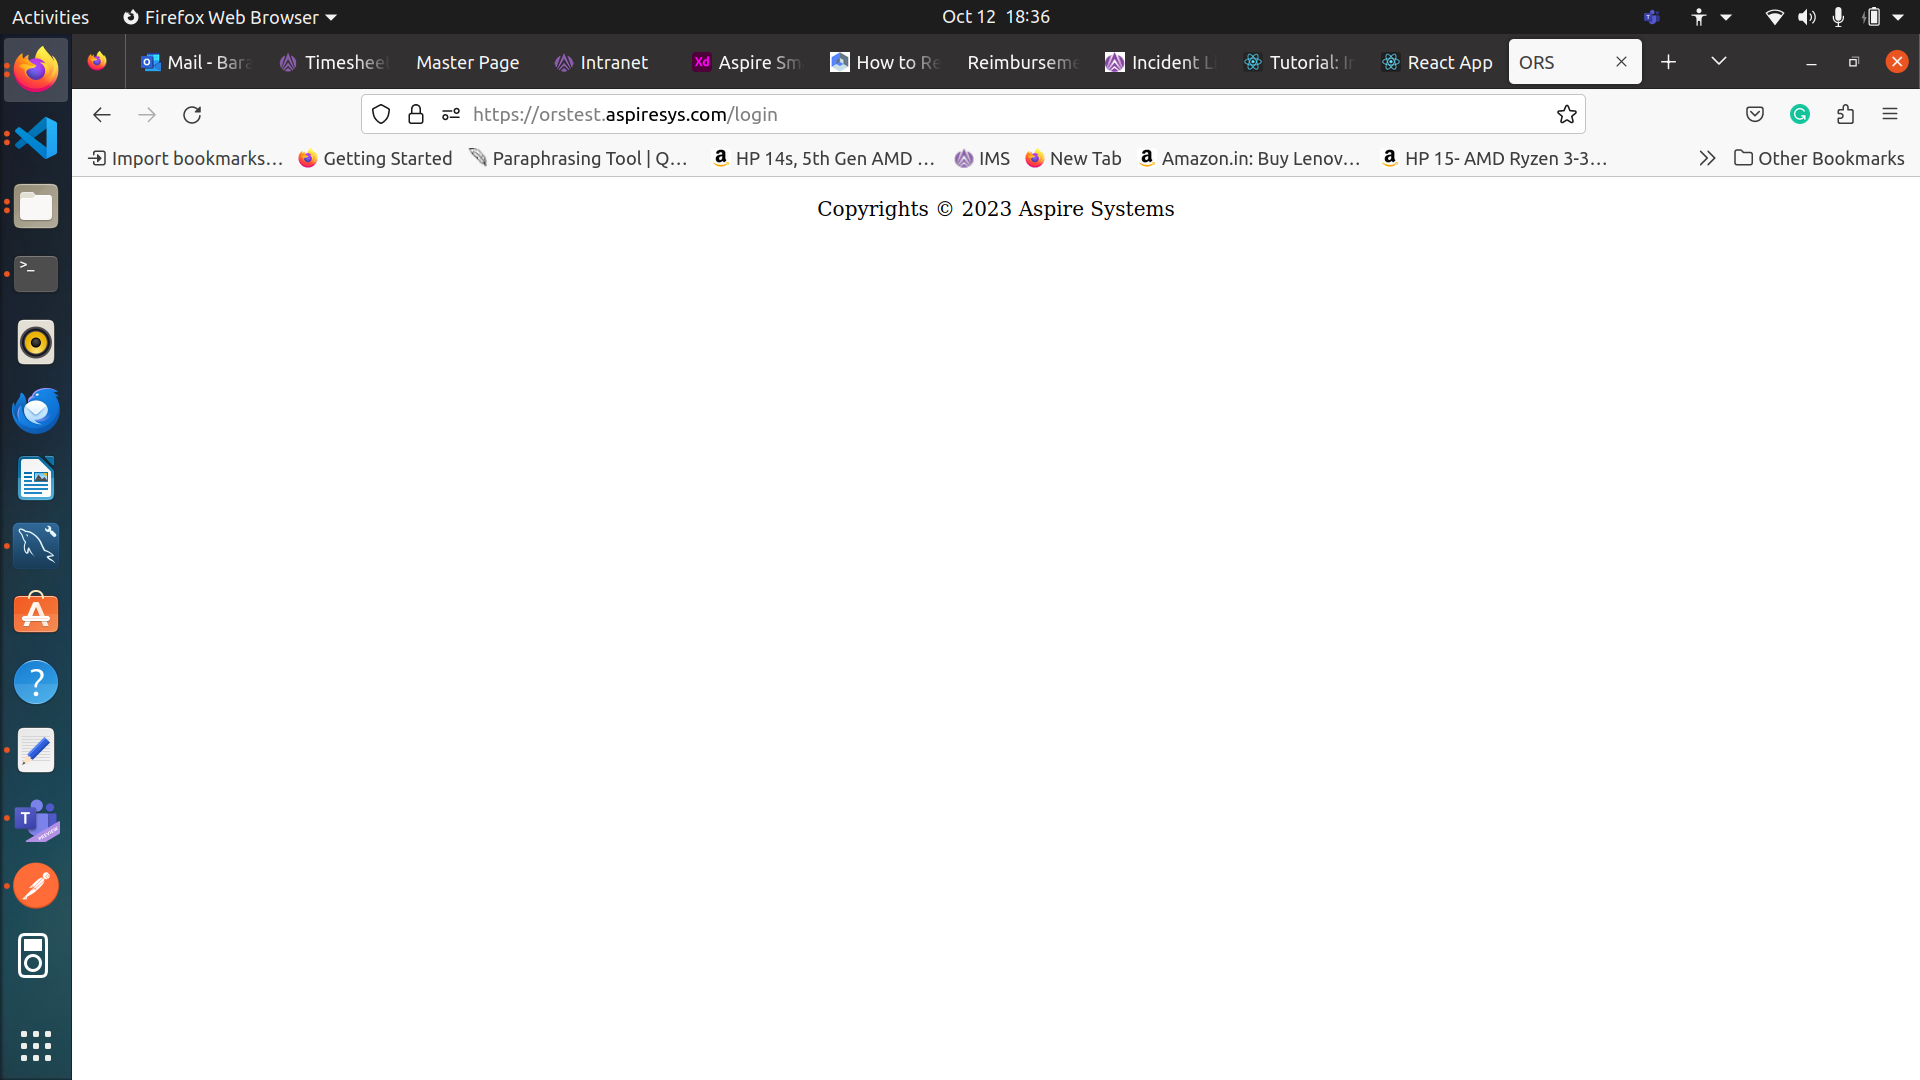 Activities Firefox Web Browser Oct 12 18:36
Mail - Bara Timesheet Master Page Intranet Xd Aspire Sm How to Re Reimburseme Incident Tutorial: React App ORS
https://orstest.aspiresys.com/login
Import bookmarks... Getting Started Paraphrasing Tool | Q... HP 14s, 5th Gen AMD ... IMS New Tab Amazon.in: Buy Lenov... HP 15- AMD Ryzen 3-3... Other Bookmarks
Copyrights © 2023 Aspire Systems